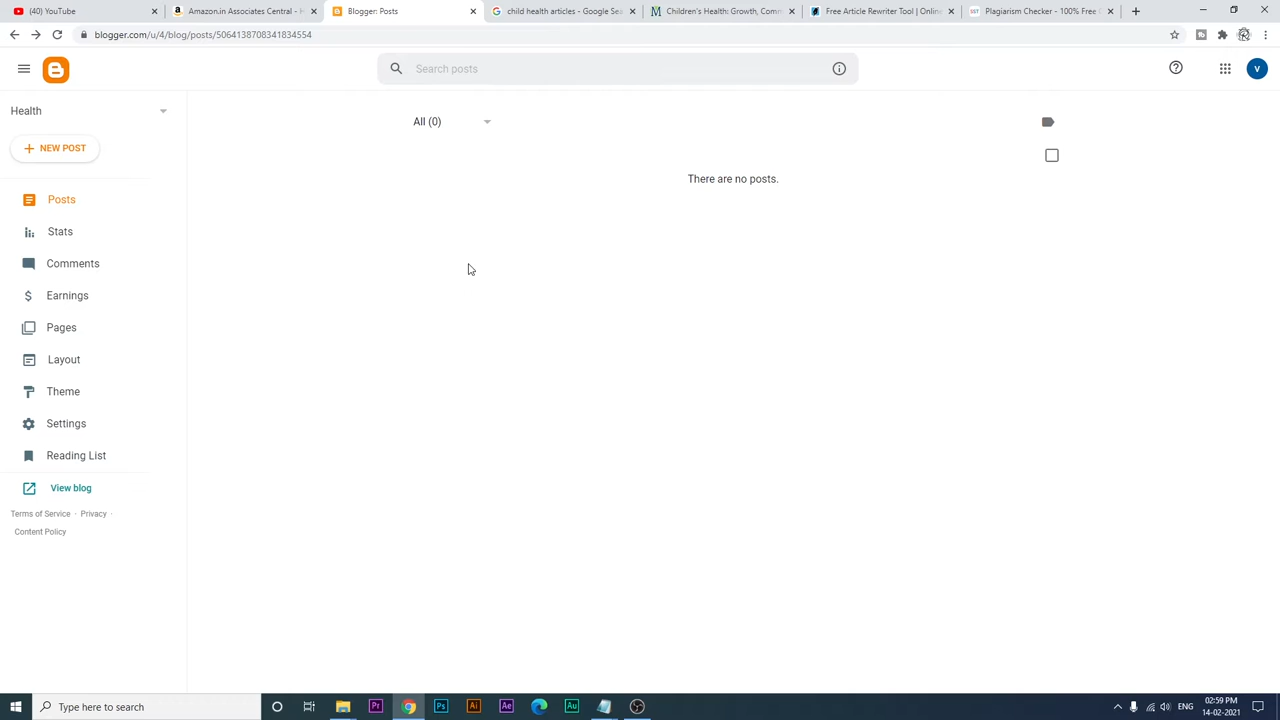 (40) YouTube
Amazon.in Associates Central - H
Blogger: Posts
child health articles - Google Sea
Children's Health: Growth, Comm
Free Article Rewriter Tool | Online
Plagiarism Checker - 100% Free O
blogger.com/u/4/blog/posts/5064138708341834554
Search posts
V
Health
All (0)
NEW POST
There are no posts.
Posts
Stats
Comments
Earnings
Pages
Layout
Theme
Settings
Reading List
View blog
Terms of Service · Privacy ·
Content Policy
Type here to search
ENG
02:59 PM
14-02-2021